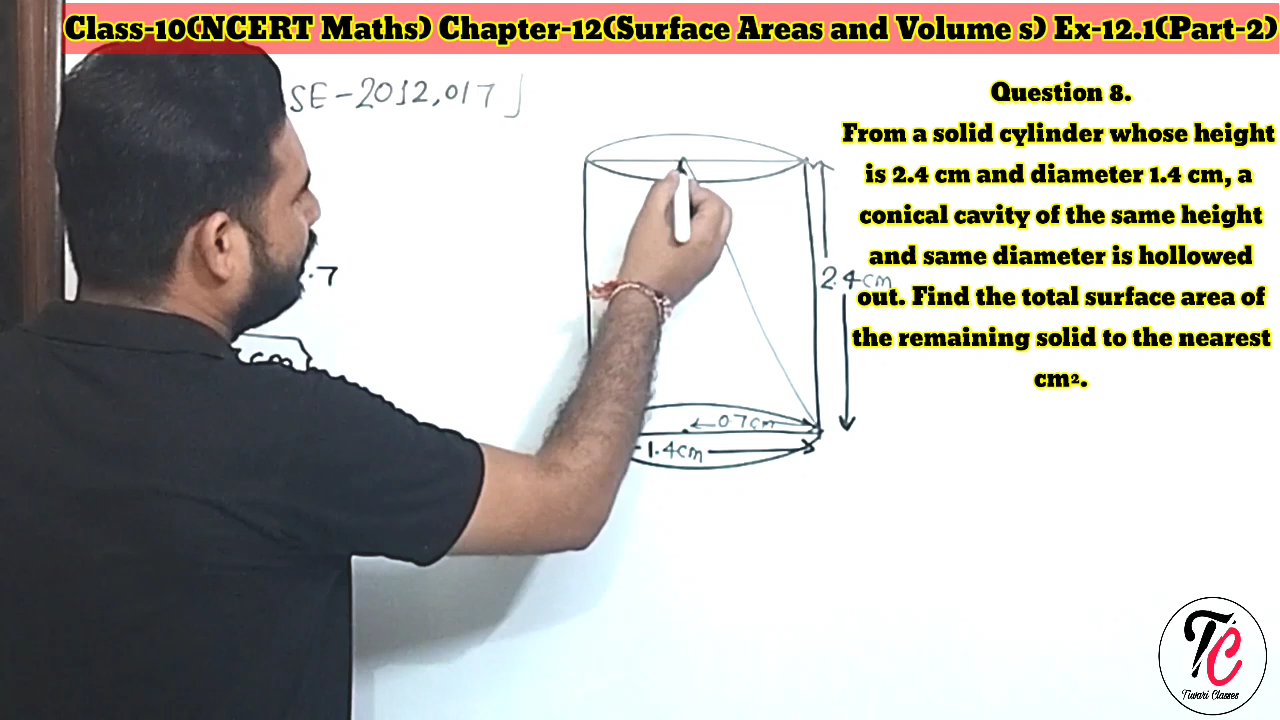 Class-10(NCERT Maths) Chapter-12(Surface Areas and Volume s) Ex-12.1(Part-2)
SE-2012,017]
Question 8.
From a solid cylinder whose height
is 2.4 cm and diameter 1.4 cm, a
conical cavity of the same height
and same diameter is hollowed
out. Find the total surface area of
the remaining solid to the nearest
cm².
.7
2.4cm
cm
0.7cm
1.4cm
TC
Tiwari Classes